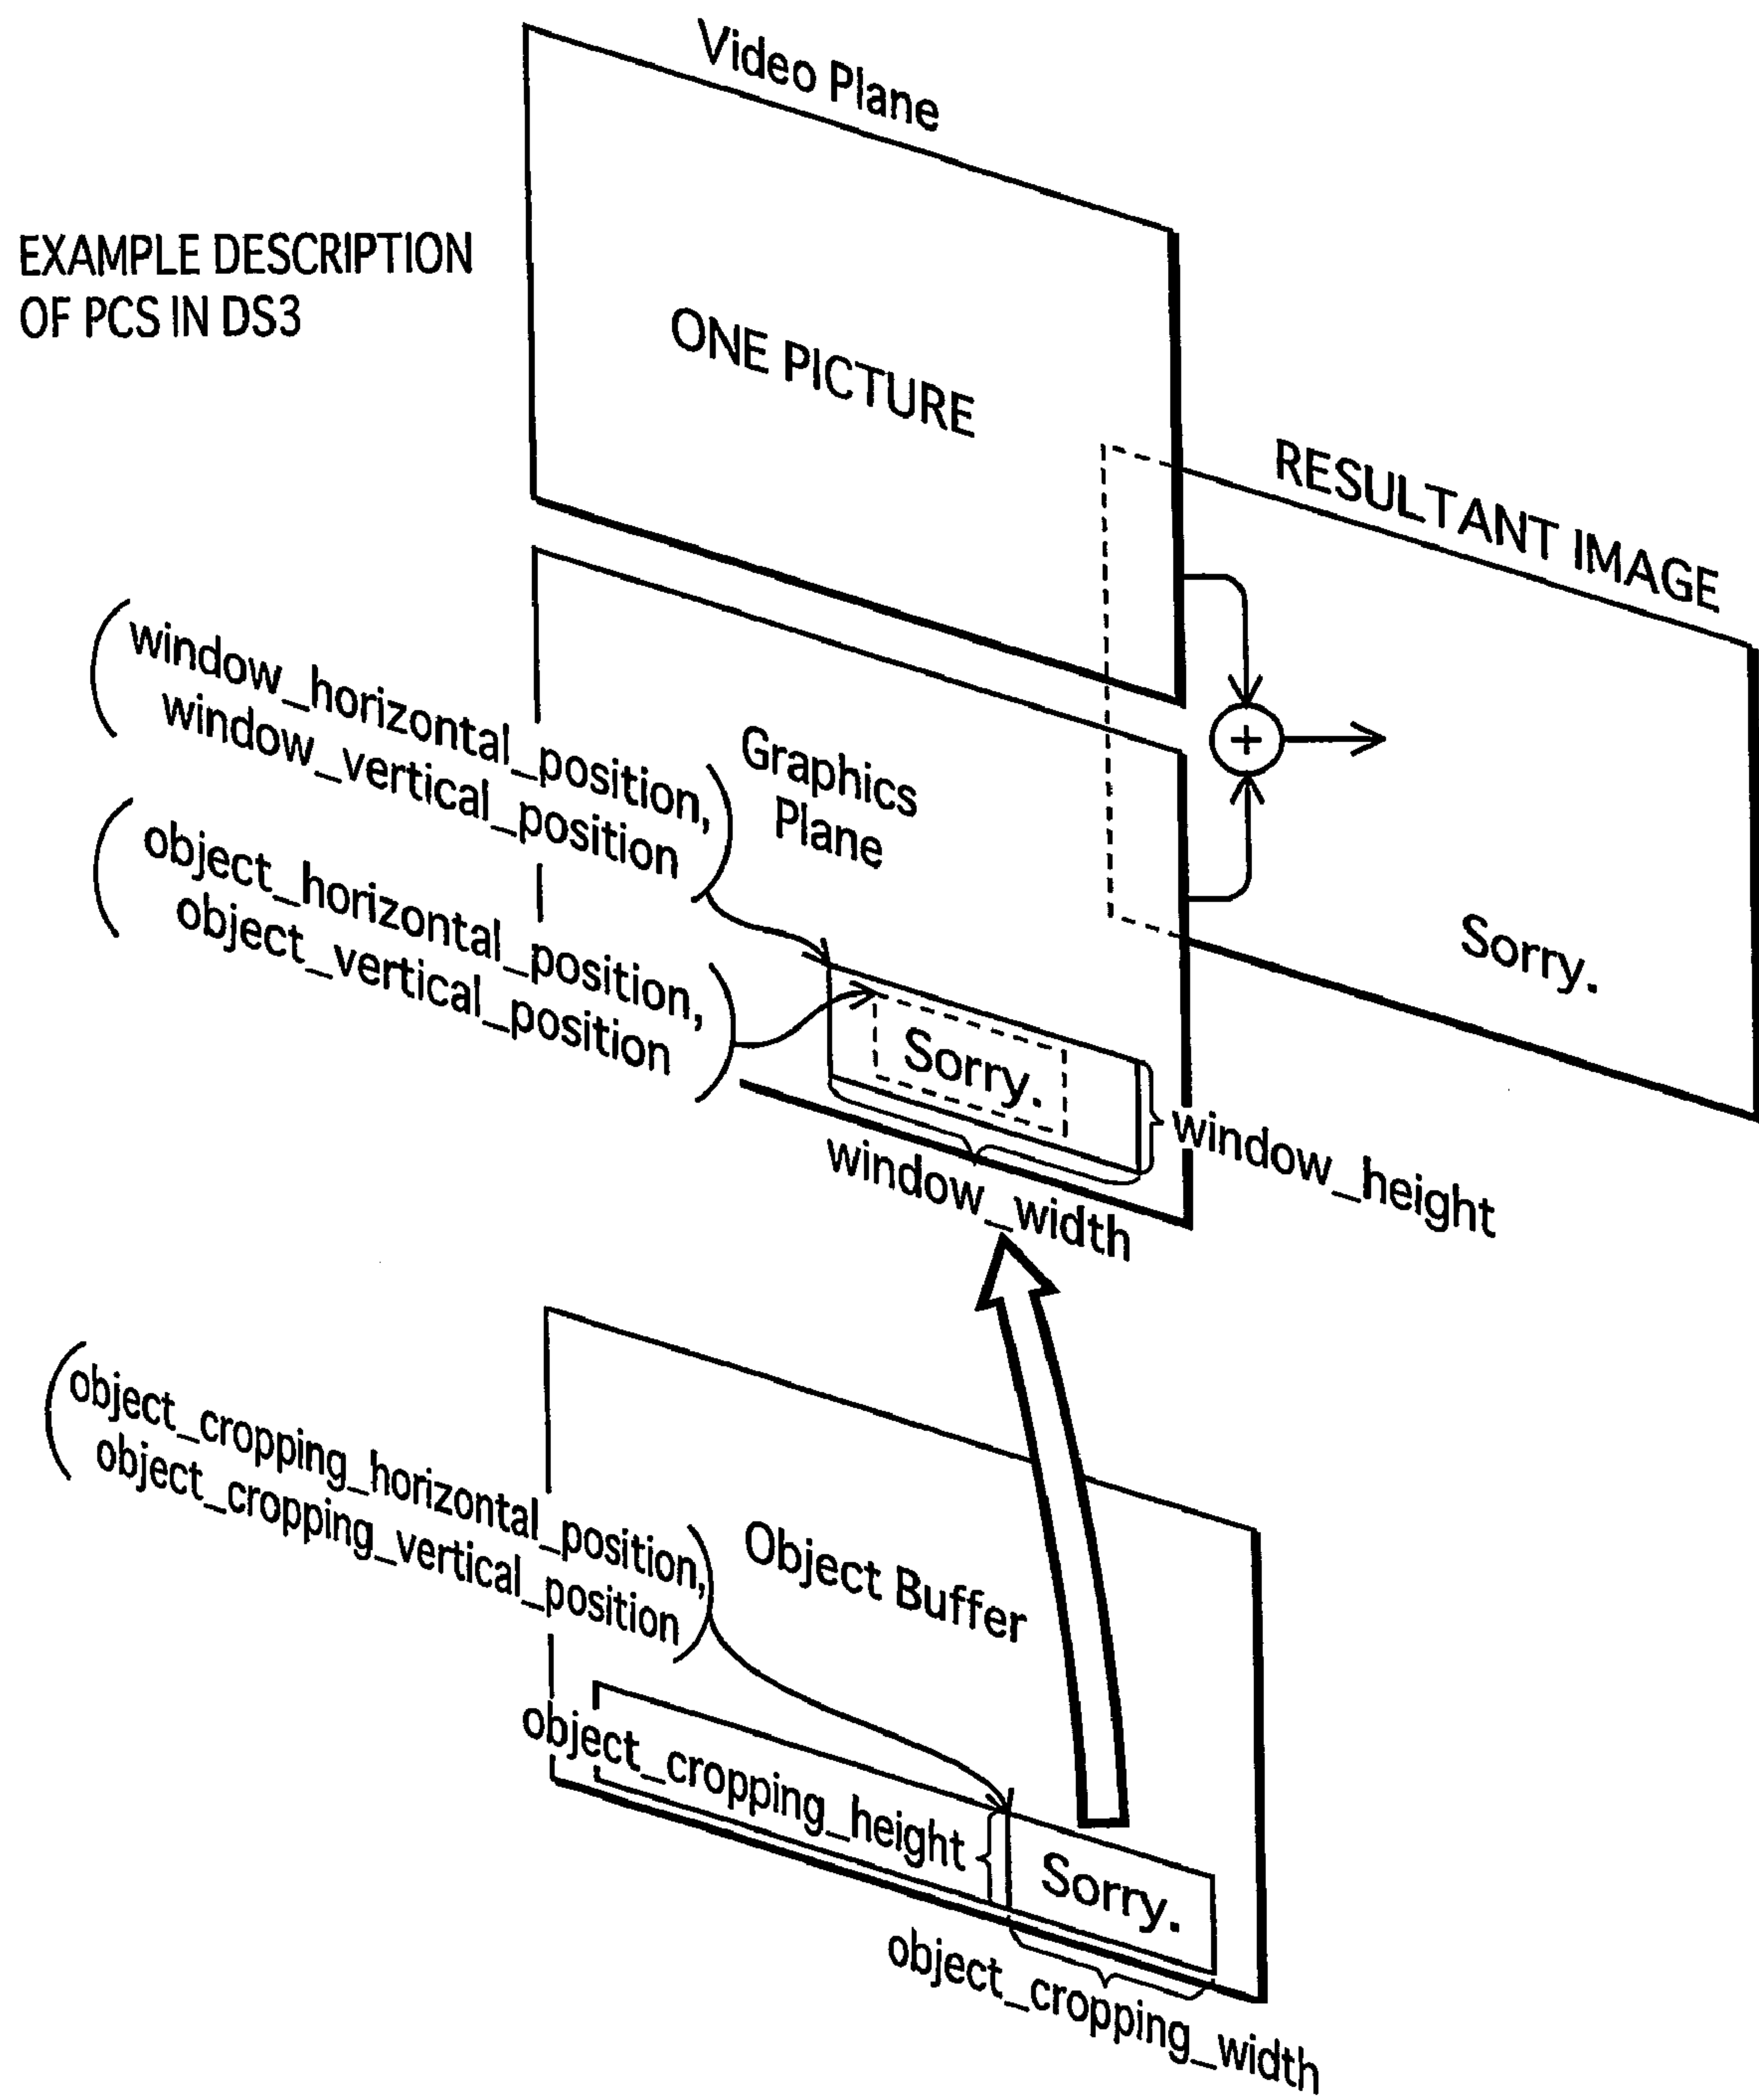 Video Plane
EXAMPLE DESCRIPTION
OF PCS IN DS3
ONE PICTURE
RESULTANT IMAGE
(window_horizontal_position,
window_vertical_position)
Graphics
Plane
+
(object_horizontal_position,
object_vertical_position)
Sorry.
Sorry.
window_height
window_width
(object_cropping_horizontal_position,
object_cropping_vertical_position)
Object Buffer
object_cropping_height
Sorry.
object_cropping_width